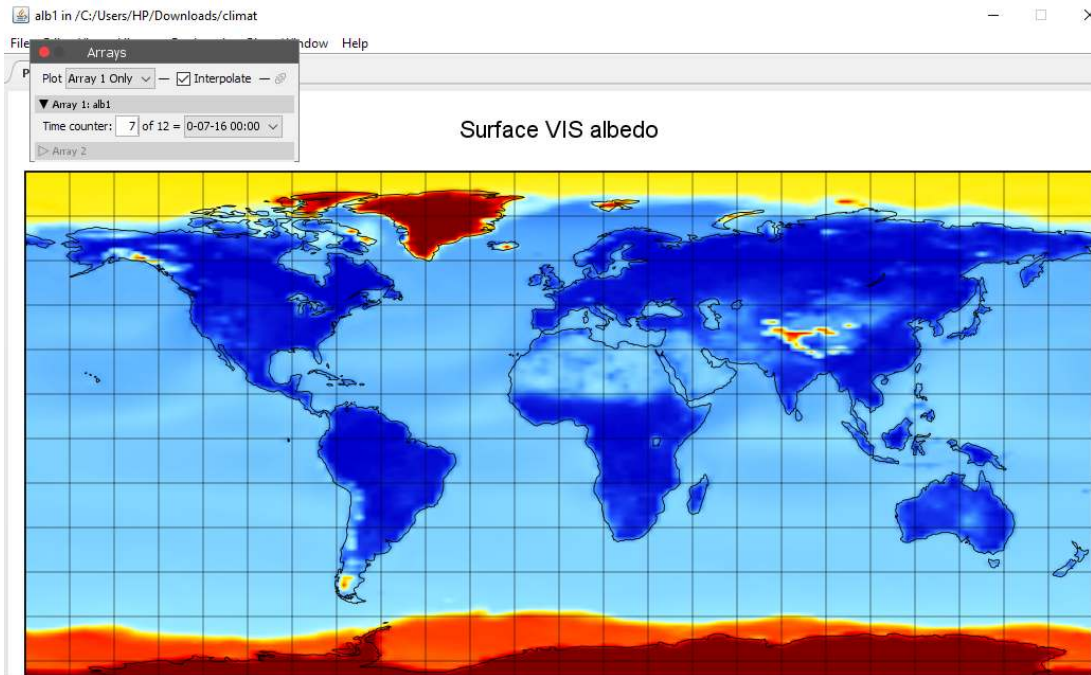 alb1 in /C:/Users/HP/Downloads/climat
File Window Help
Arrays
Plot Array 1 Only Interpolate
Array 1: alb1
Time counter: 7 of 12 = 0-07-16 00:00
Array 2
Surface VIS albedo